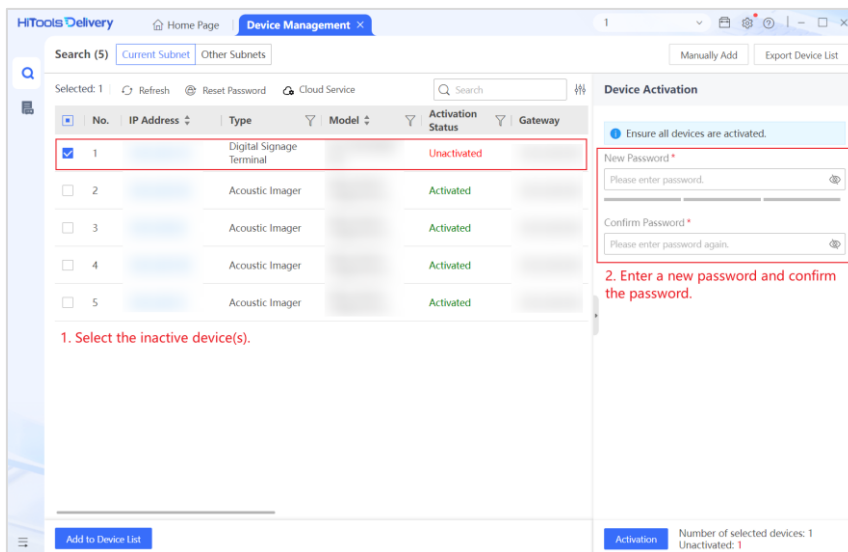 HiTools Delivery
Home Page
Device Management
1
Search (5)
Current Subnet
Other Subnets
Manually Add
Export Device List
Selected: 1
Refresh
Reset Password
Cloud Service
Search
Device Activation
No.
IP Address
Type
Model
Activation Status
Gateway
Ensure all devices are activated.
1
Digital Signage
Terminal
Unactivated
New Password *
Please enter password.
2
Acoustic Imager
Activated
3
Acoustic Imager
Activated
Confirm Password *
Please enter password again.
4
Acoustic Imager
Activated
2. Enter a new password and confirm
the password.
5
Acoustic Imager
Activated
1. Select the inactive device(s).
Add to Device List
Activation
Number of selected devices: 1
Unactivated: 1